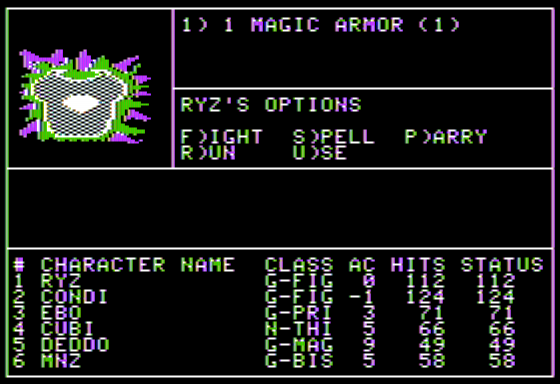 1) 1 MAGIC ARMOR (1)
RYZ'S OPTIONS
F)IGHT S)PELL P)ARRY
R)UN U)SE
# CHARACTER NAME CLASS AC HITS STATUS
1 RYZ G-FIG 0 112 112
2 CONDI G-FIG -1 124 124
3 EBO G-PRI 3 71 71
4 CUBI N-THI 5 66 66
5 DEDDO G-MAG 9 49 49
6 MNZ G-BIS 5 58 58